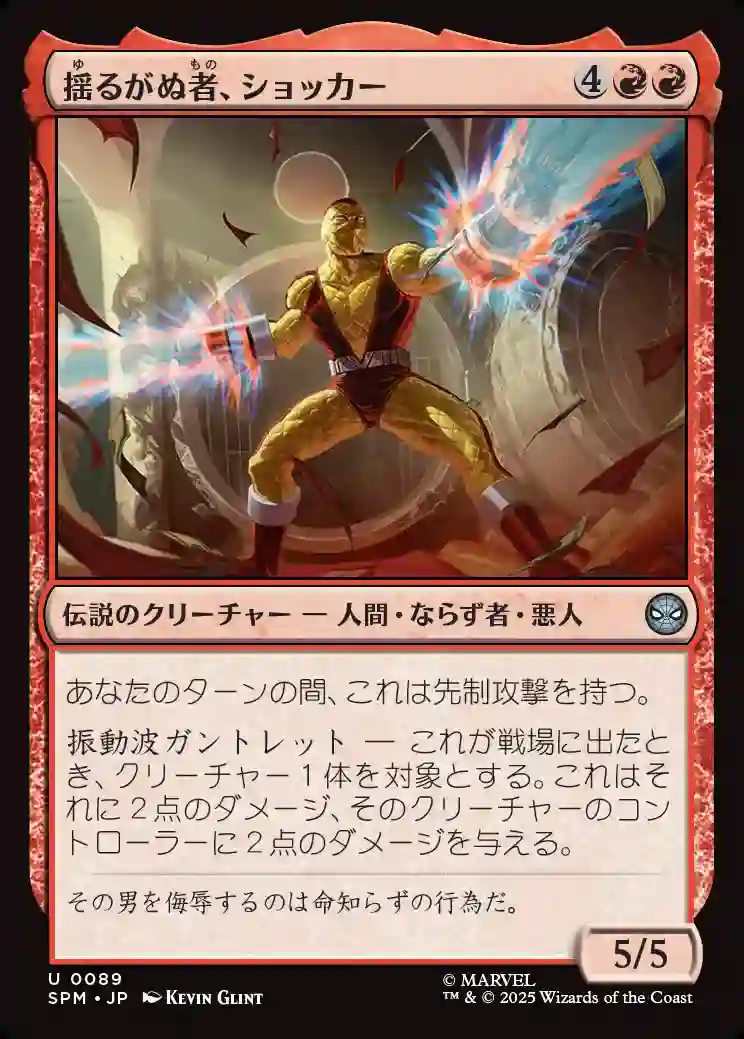 揺るがぬ者、ショッカー 4
ゆ もの
伝説のクリーチャー — 人間・ならず者・悪人
あなたのターンの間、これは先制攻撃を持つ。
振動波ガントレット — これが戦場に出たと
き、クリーチャー1体を対象とする。これはそ
れに2点のダメージ、そのクリーチャーのコント
ローラーに2点のダメージを与える。
その男を侮辱するのは命知らずの行為だ。
5/5
U 0089
SPM • JP Kevin Glint
© MARVEL
™ & © 2025 Wizards of the Coast